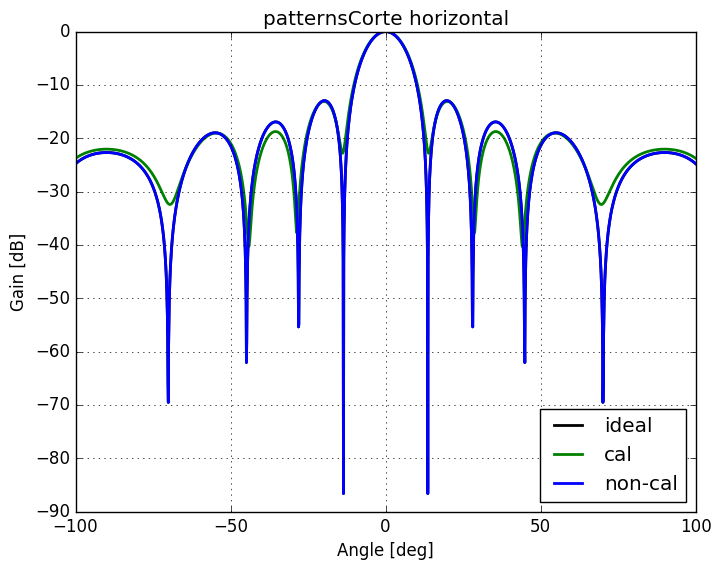 patternsCorte horizontal
0
−10
−20
−30
−40
−50
−60
−70
−80
−90
Gain [dB]
−100
−50
0
50
100
Angle [deg]
ideal
cal
non-cal